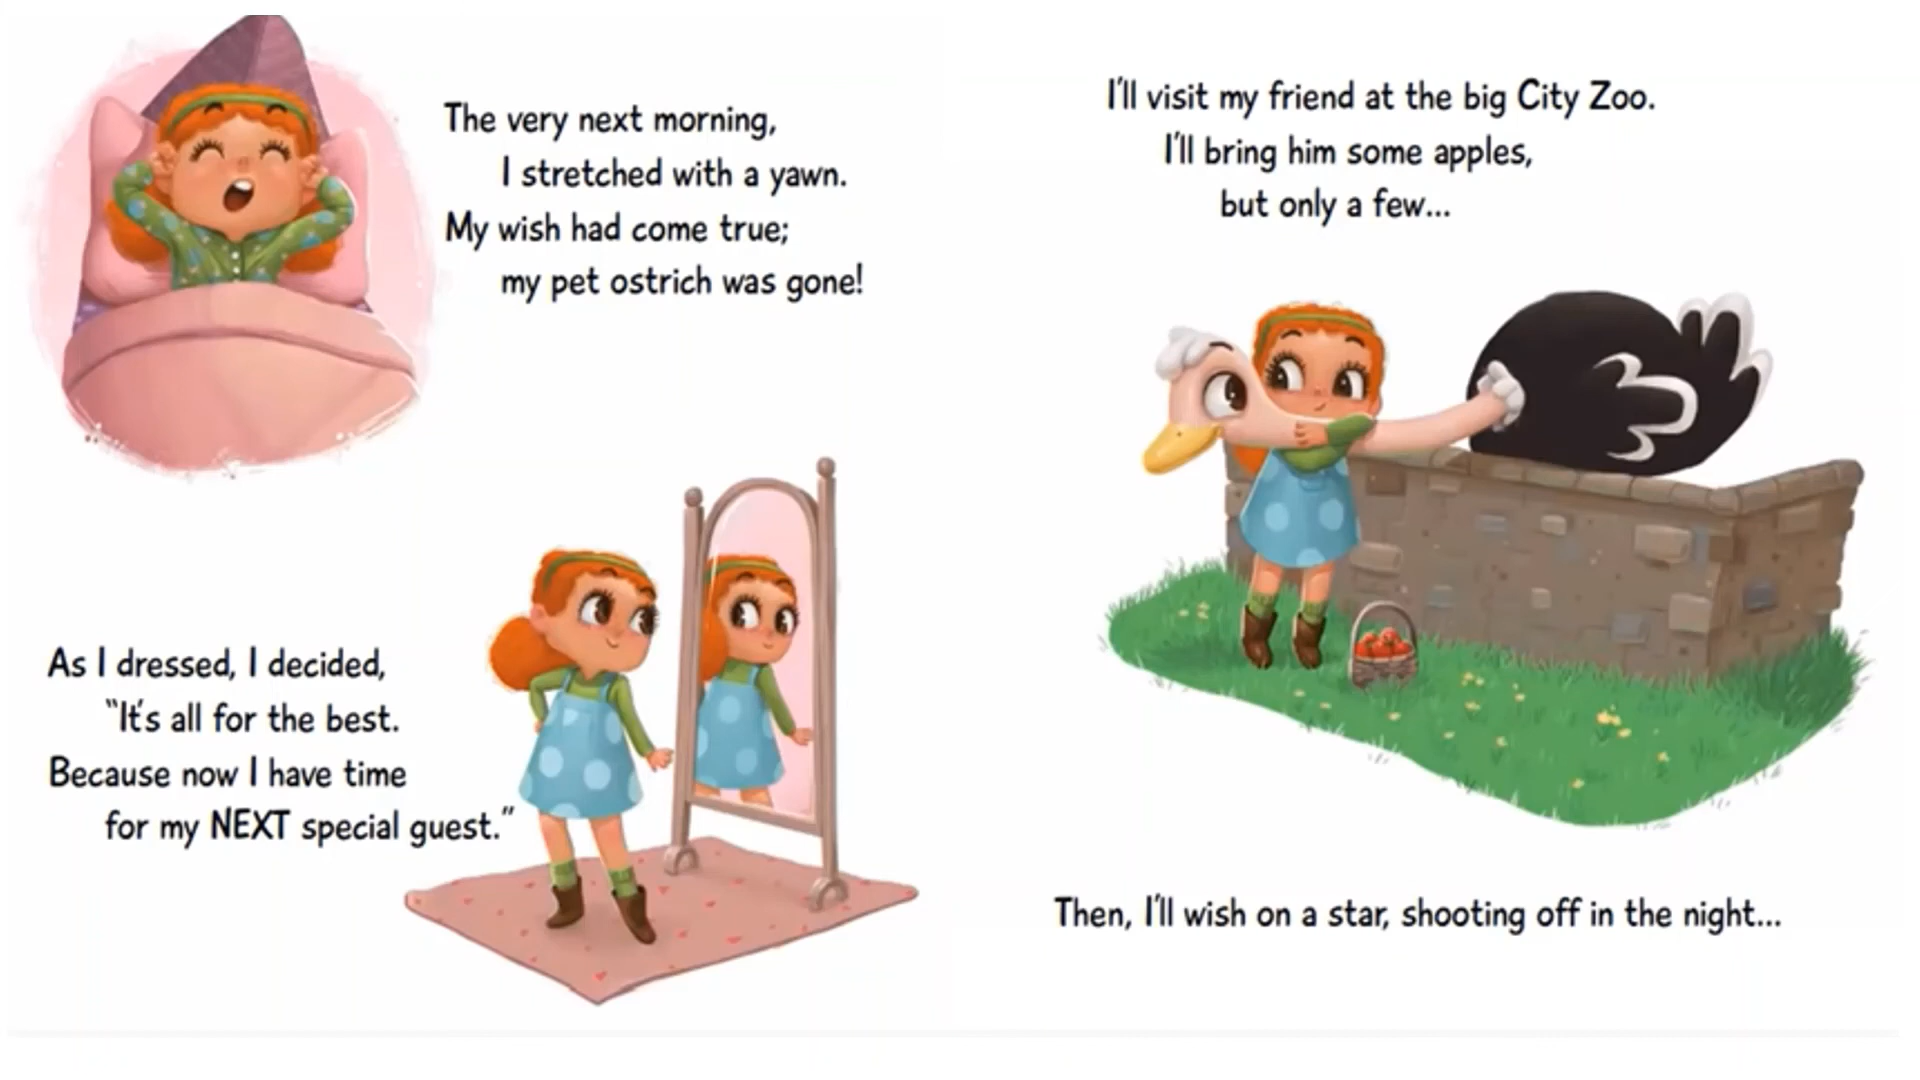 The very next morning,
I stretched with a yawn.
My wish had come true;
my pet ostrich was gone!
As I dressed, I decided,
“It's all for the best.
Because now I have time
for my NEXT special guest.”
I'll visit my friend at the big City Zoo.
I'll bring him some apples,
but only a few...
Then, I'll wish on a star, shooting off in the night...